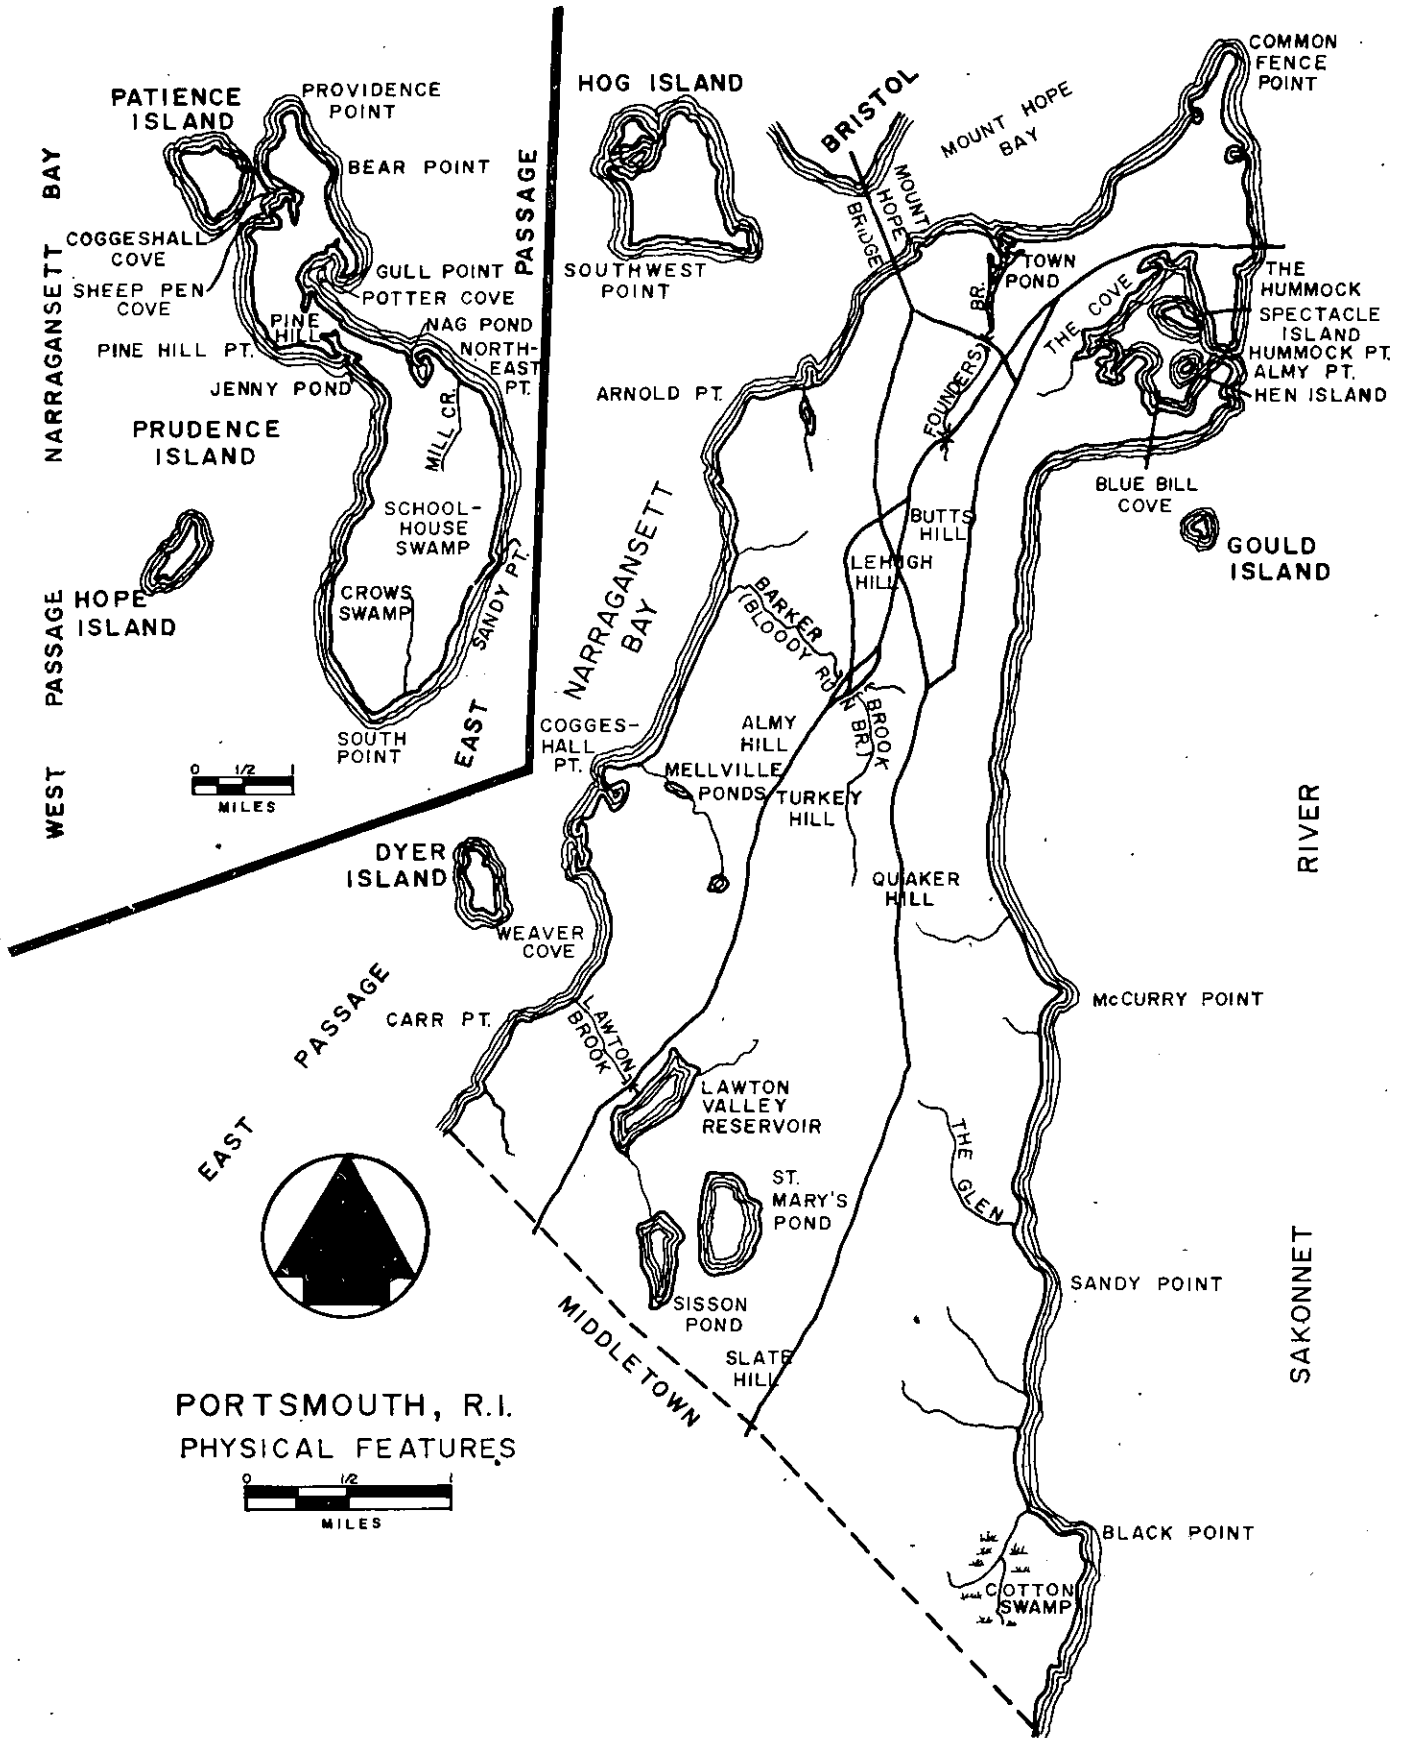 PATIENCE
ISLAND
PROVIDENCE
POINT
BEAR POINT
COGGESHALL
COVE
SHEEP PEN
COVE
GULL POINT
POTTER COVE
PINE
HILL
NAG POND
PINE HILL PT.
NORTH-
EAST
PT.
JENNY POND
MILL CR.
PRUDENCE
ISLAND
SCHOOL-
HOUSE
SWAMP
HOPE
ISLAND
CROWS
SWAMP
SANDY PT.
SOUTH
POINT
NARRAGANSETT BAY
WEST PASSAGE
EAST PASSAGE
0 1/2 1
MILES
HOG ISLAND
SOUTHWEST
POINT
BRISTOL
MOUNT HOPE
BAY
MOUNT
HOPE
BRIDGE
COMMON
FENCE
POINT
TOWN
POND
FOUNDERS BR.
THE COVE
THE
HUMMOCK
SPECTACLE
ISLAND
HUMMOCK PT.
ALMY PT.
HEN ISLAND
BLUE BILL
COVE
GOULD
ISLAND
ARNOLD PT.
NARRAGANSETT
BAY
BUTTS
HILL
LEHIGH
HILL
BARKER BROOK
(BLOODY RUN BR.)
COGGES-
HALL
PT.
ALMY
HILL
MELLVILLE
PONDS
TURKEY
HILL
QUAKER
HILL
DYER
ISLAND
WEAVER
COVE
CARR PT.
LAWTON
BROOK
EAST PASSAGE
LAWTON
VALLEY
RESERVOIR
ST.
MARY'S
POND
SISSON
POND
SLATE
HILL
MIDDLETOWN
McCURRY POINT
THE GLEN
SANDY POINT
SAKONNET RIVER
BLACK POINT
COTTON
SWAMP
PORTSMOUTH, R.I.
PHYSICAL FEATURES
0 1/2 1
MILES